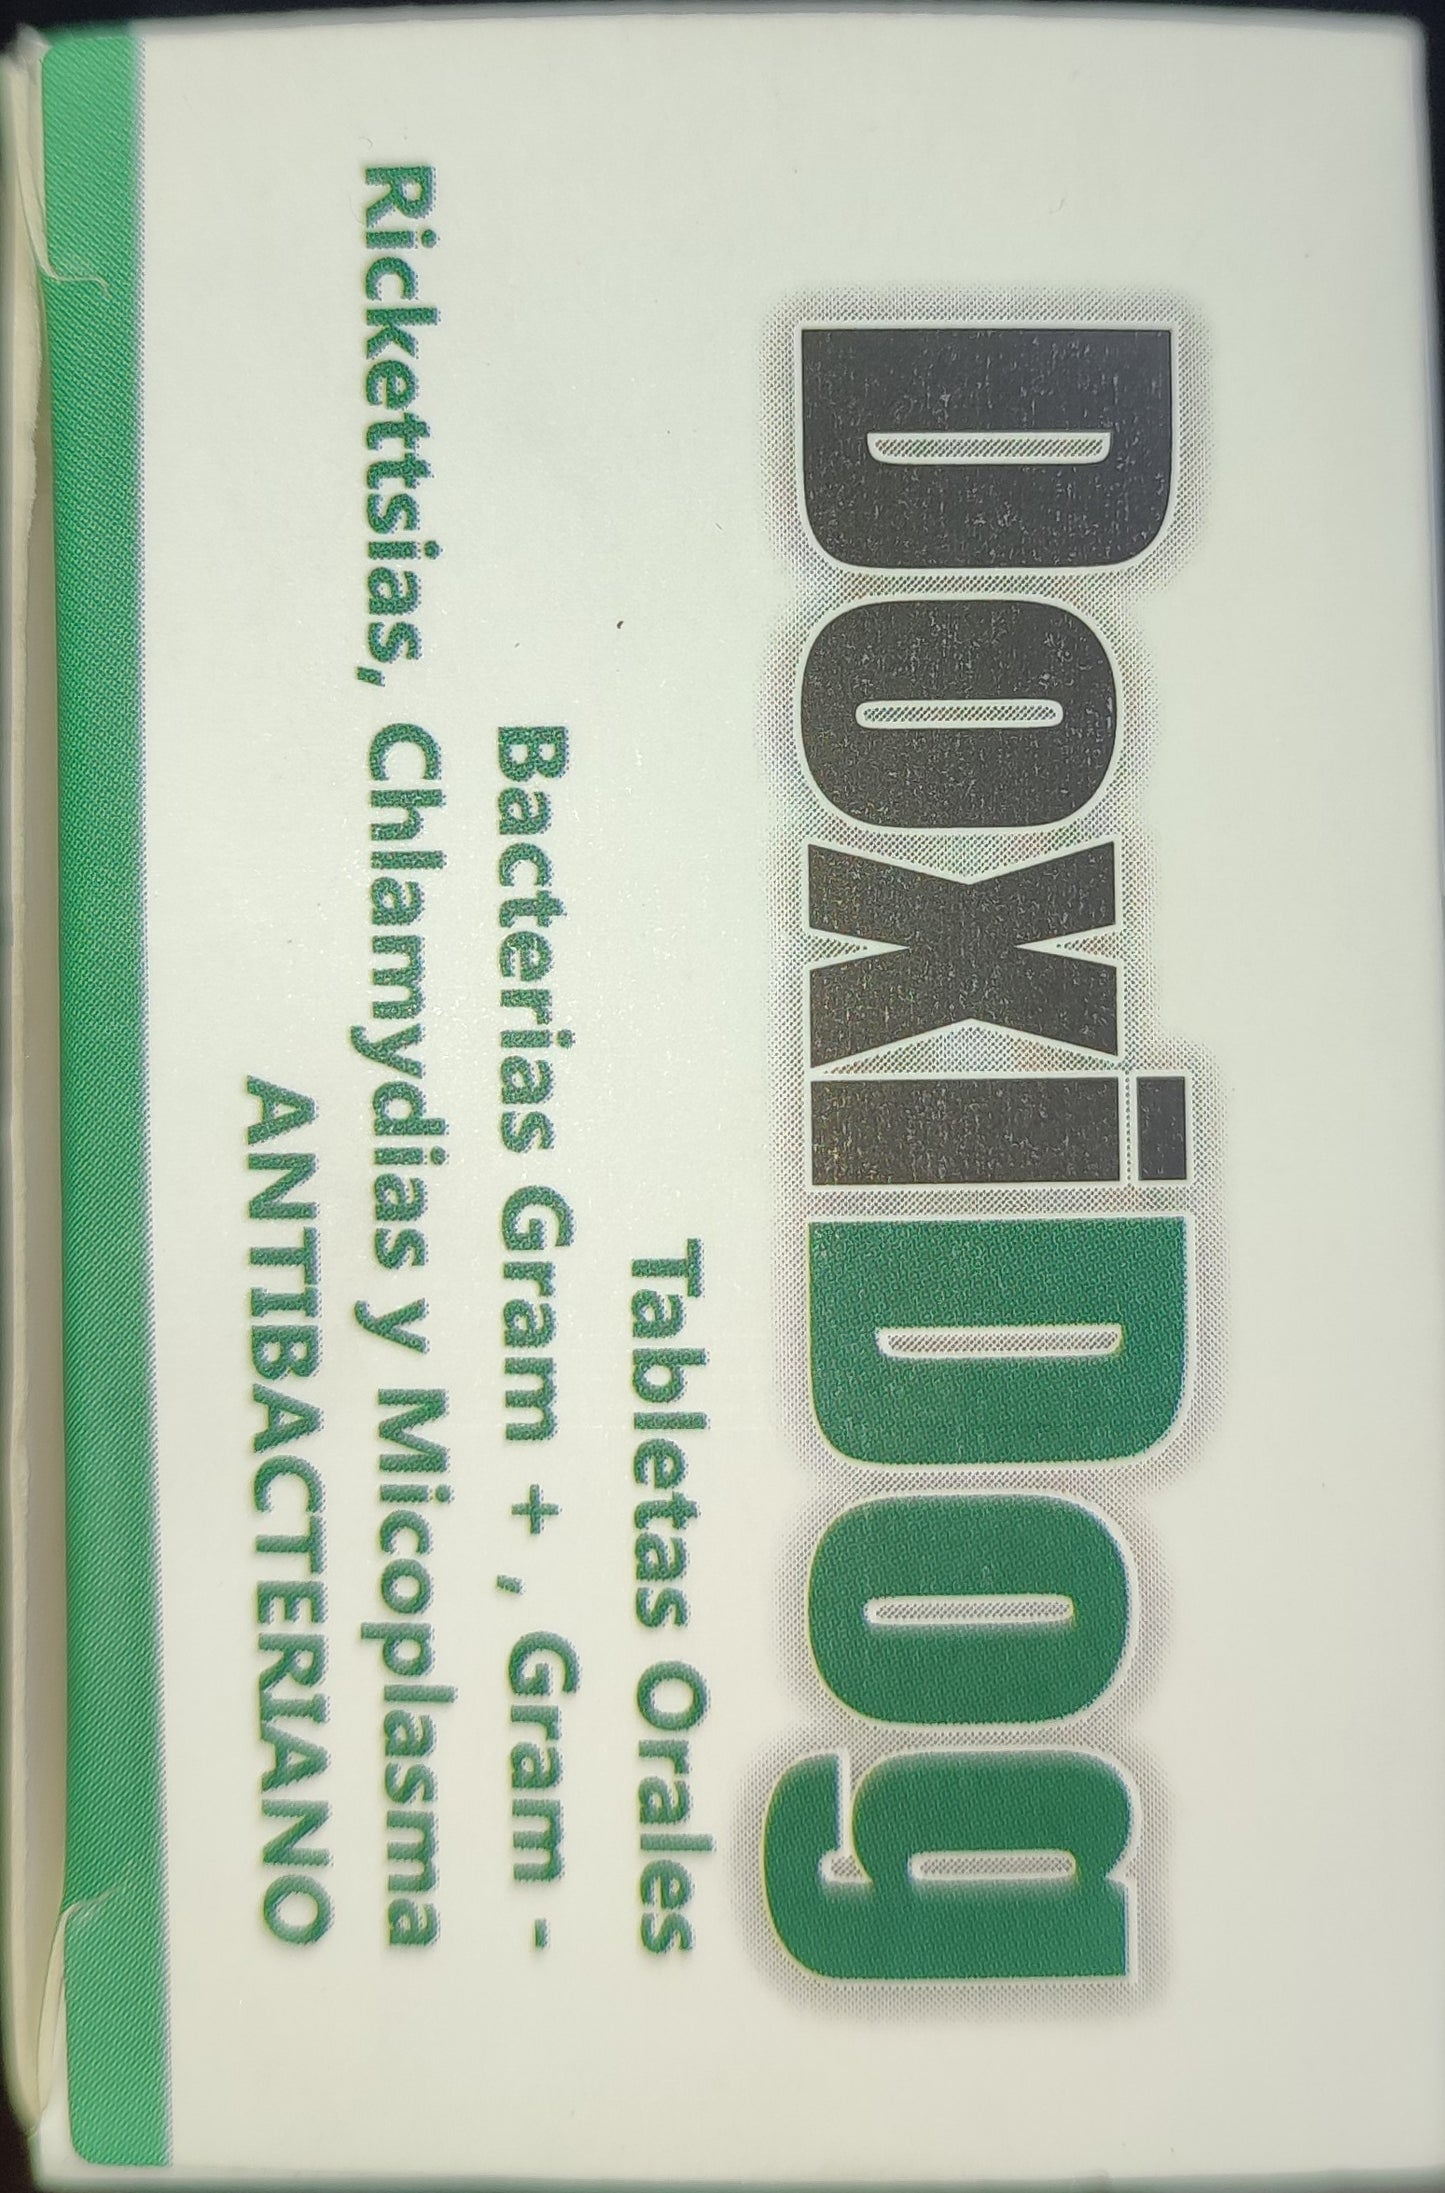 DoxiDog
Tabletas Orales
Bacterias Gram + , Gram -
Rickettsias, Chlamydias y Micoplasma
ANTIBACTERIANO